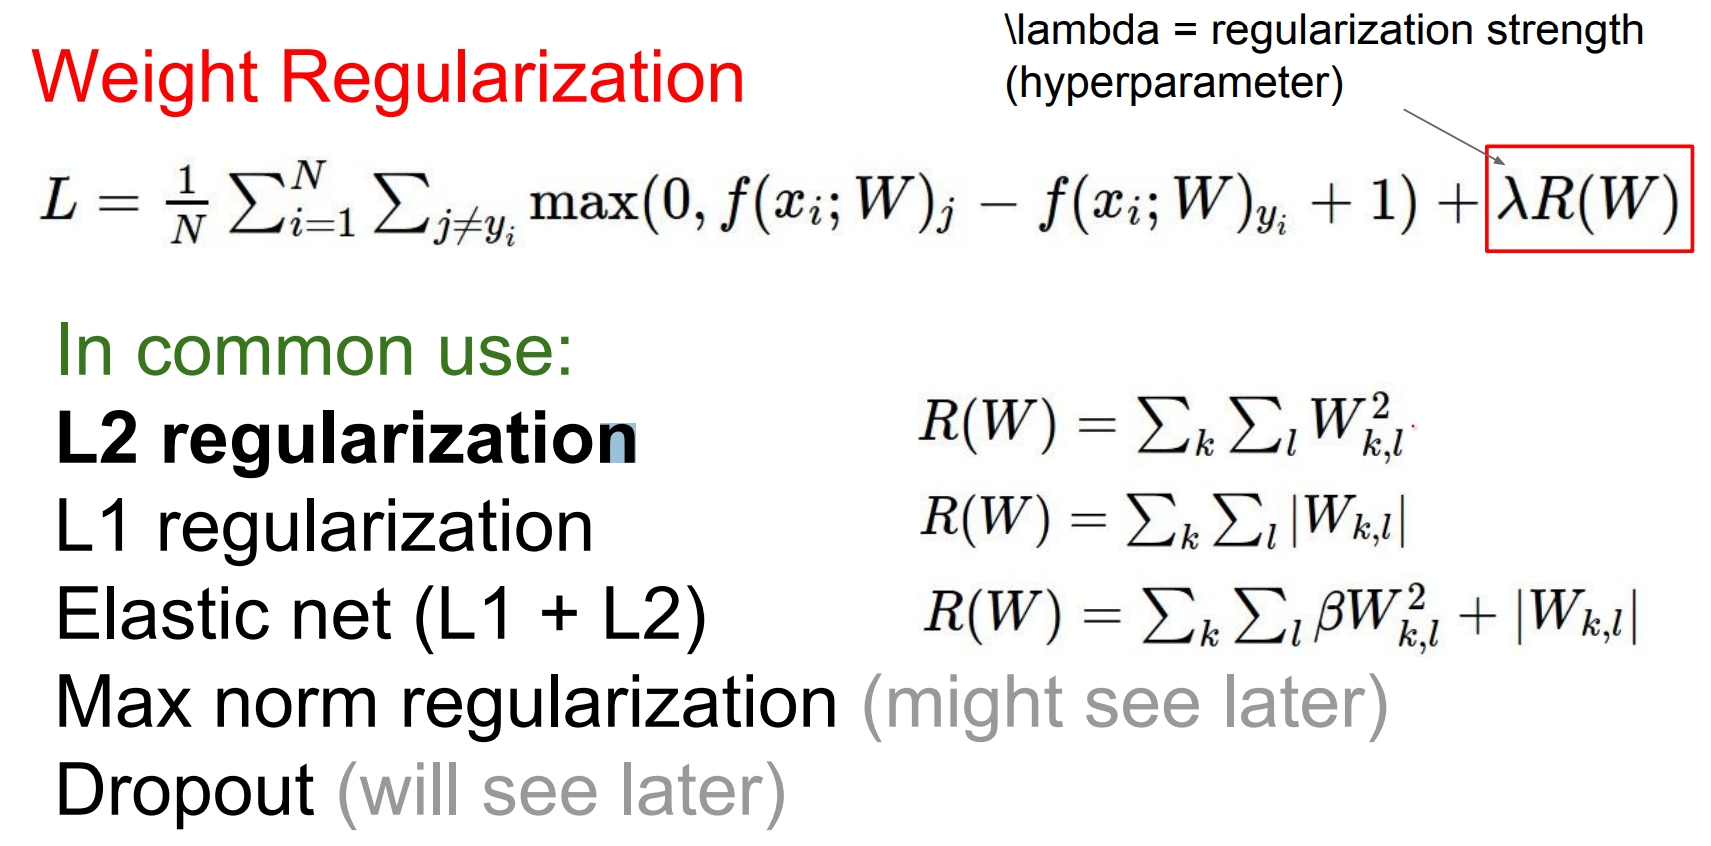 \lambda = regularization strength
(hyperparameter)
Weight Regularization
L = \frac{1}{N} \sum_{i=1}^{N} \sum_{j \neq y_i} \max(0, f(x_i; W)_j - f(x_i; W)_{y_i} + 1) + \lambda R(W)
In common use:
L2 regularization R(W) = \sum_k \sum_l W_{k,l}^2
L1 regularization R(W) = \sum_k \sum_l |W_{k,l}|
Elastic net (L1 + L2) R(W) = \sum_k \sum_l \beta W_{k,l}^2 + |W_{k,l}|
Max norm regularization (might see later)
Dropout (will see later)